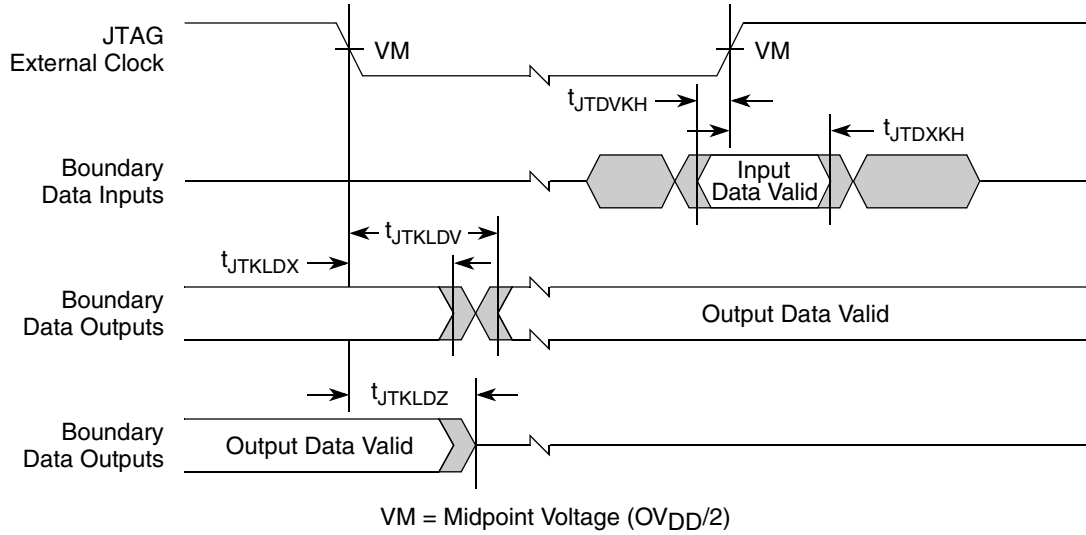 JTAG
External Clock
VM
VM
tJTDVKH
tJTDXKH
Boundary
Data Inputs
Input
Data Valid
tJTKLDV
tJTKLDX
Boundary
Data Outputs
Output Data Valid
tJTKLDZ
Boundary
Data Outputs
Output Data Valid
VM = Midpoint Voltage (OVDD/2)